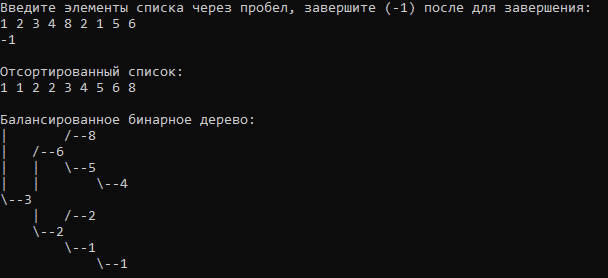 Введите элементы списка через пробел, завершите (-1) после для завершения:
1 2 3 4 8 2 1 5 6
-1

Отсортированный список:
1 1 2 2 3 4 5 6 8

Балансированное бинарное дерево:
|       /--8
|   /--6
|   |   \--5
|   |       \--4
\--3
    |   /--2
    \--2
        \--1
            \--1